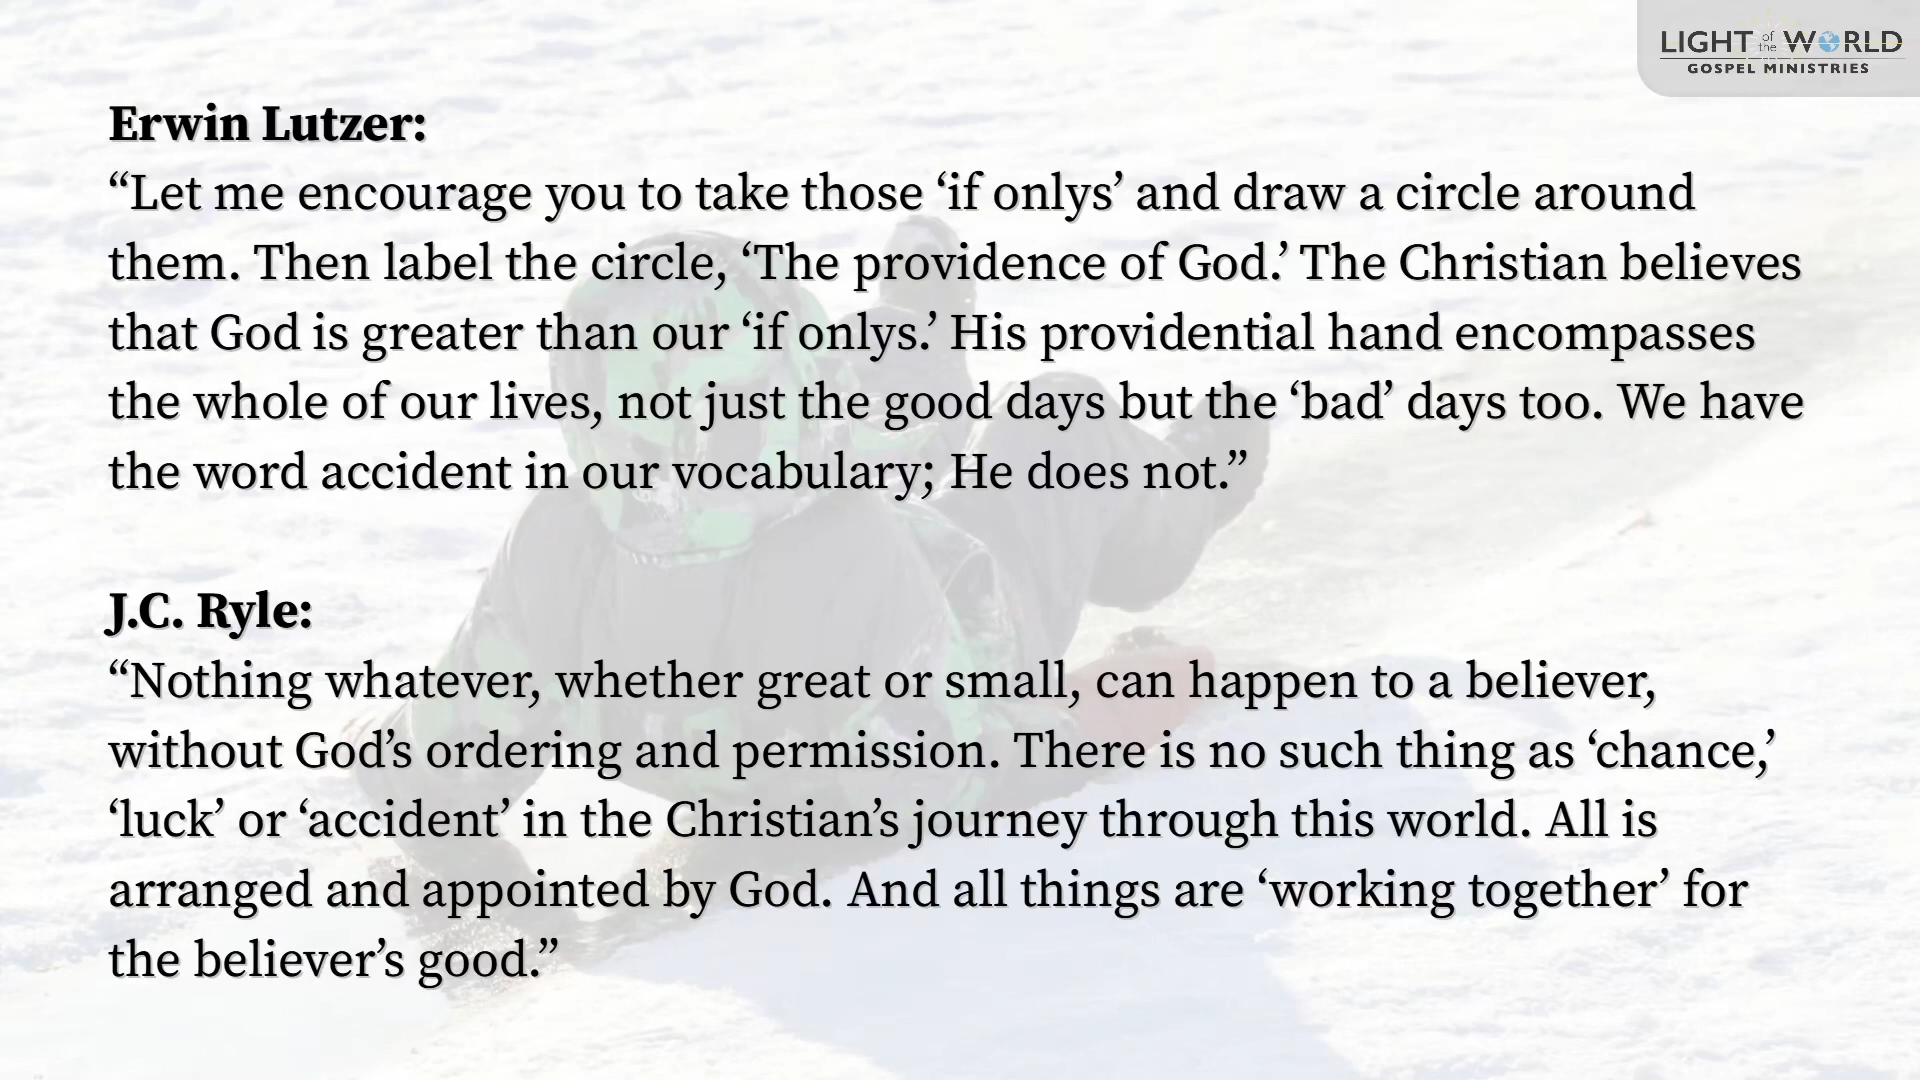 LIGHT of the WORLD
GOSPEL MINISTRIES
Erwin Lutzer:
“Let me encourage you to take those ‘if onlys’ and draw a circle around
them. Then label the circle, ‘The providence of God.’ The Christian believes
that God is greater than our ‘if onlys.’ His providential hand encompasses
the whole of our lives, not just the good days but the ‘bad’ days too. We have
the word accident in our vocabulary; He does not.”
J.C. Ryle:
“Nothing whatever, whether great or small, can happen to a believer,
without God’s ordering and permission. There is no such thing as ‘chance,’
‘luck’ or ‘accident’ in the Christian’s journey through this world. All is
arranged and appointed by God. And all things are ‘working together’ for
the believer’s good.”